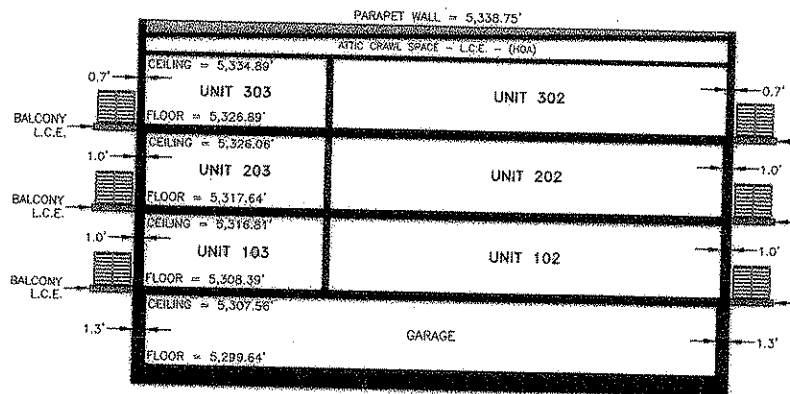 PARAPET WALL = 5,338.75'
ATTIC CRAWL SPACE - L.C.E. - (HOA)
CEILING = 5,334.89'
0.7'
0.7'
UNIT 303
UNIT 302
FLOOR = 5,326.89'
BALCONY
L.C.E.
CEILING = 5,326.06'
1.0'
1.0'
UNIT 203
UNIT 202
FLOOR = 5,317.64'
BALCONY
L.C.E.
CEILING = 5,316.81'
1.0'
1.0'
UNIT 103
UNIT 102
FLOOR = 5,308.39'
BALCONY
L.C.E.
CEILING = 5,307.56'
1.3'
GARAGE
1.3'
FLOOR = 5,299.64'